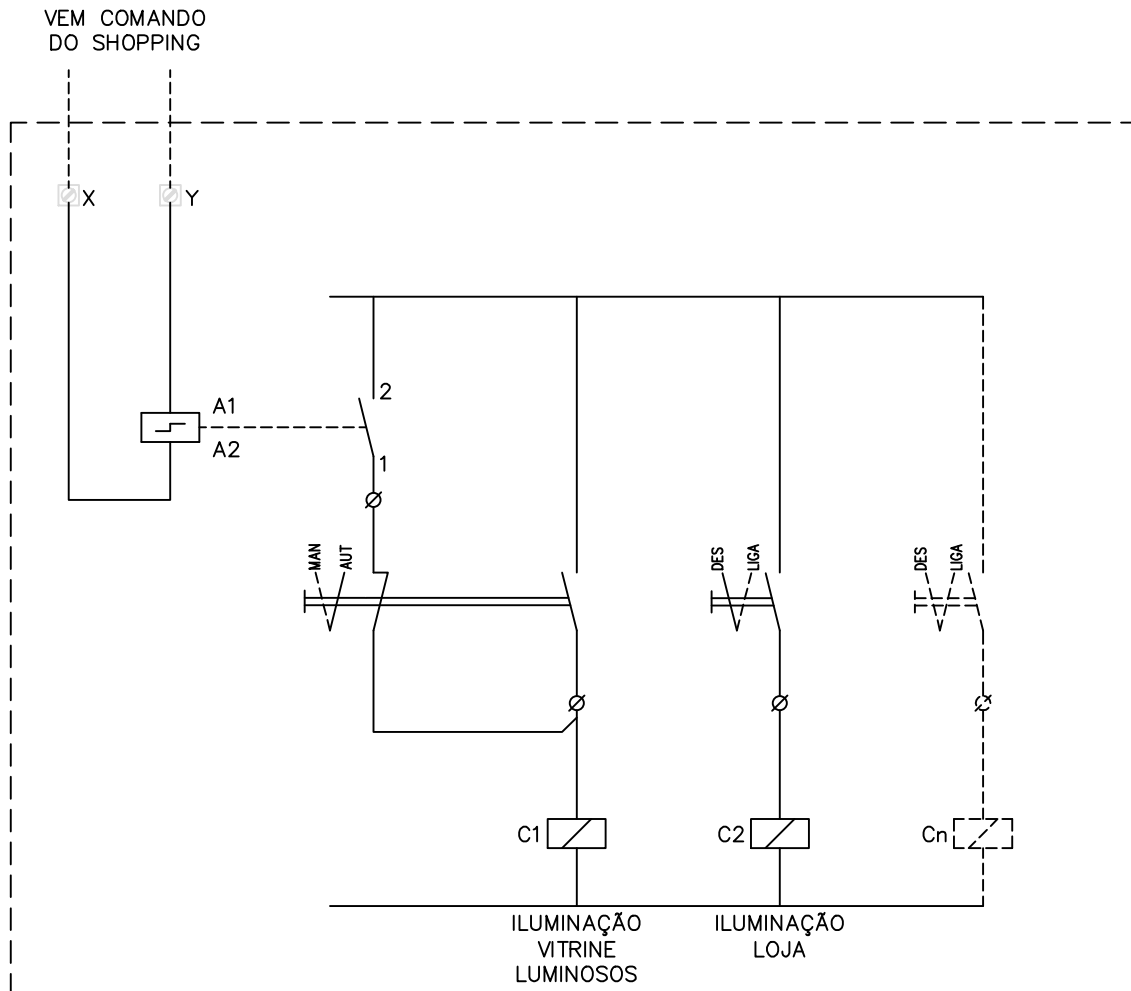 VEM COMANDO
DO SHOPPING
X
Y
A1
A2
2
1
MAN
AUT
DES
LIGA
DES
LIGA
C1
C2
Cn
ILUMINAÇÃO
VITRINE
LUMINOSOS
ILUMINAÇÃO
LOJA